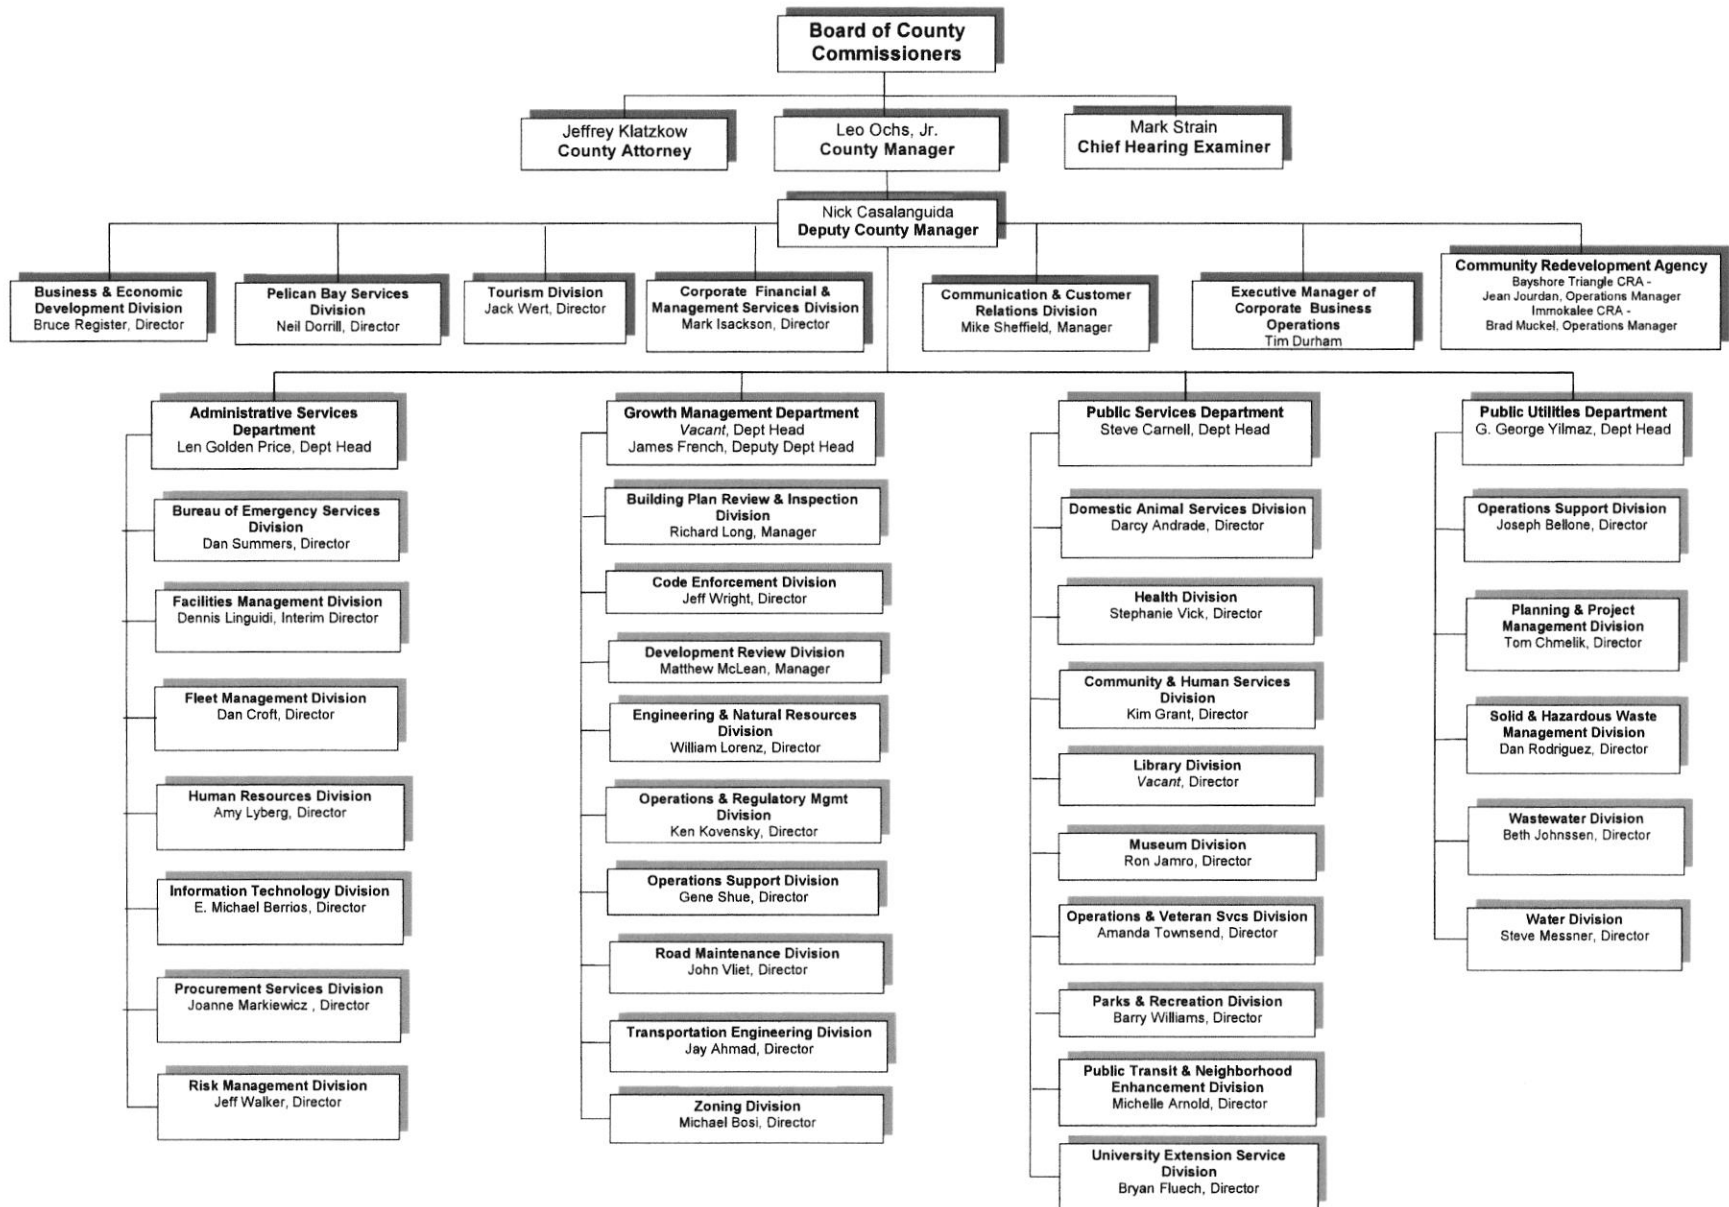 Board of County
Commissioners
Jeffrey Klatzkow
County Attorney
Leo Ochs, Jr.
County Manager
Mark Strain
Chief Hearing Examiner
Nick Casalanguida
Deputy County Manager
Business & Economic
Development Division
Bruce Register, Director
Pelican Bay Services
Division
Neil Dorrill, Director
Tourism Division
Jack Wert, Director
Corporate Financial &
Management Services Division
Mark Isackson, Director
Communication & Customer
Relations Division
Mike Sheffield, Manager
Executive Manager of
Corporate Business
Operations
Tim Durham
Community Redevelopment Agency
Bayshore Triangle CRA -
Jean Jourdan, Operations Manager
Immokalee CRA -
Brad Muckel, Operations Manager
Administrative Services
Department
Len Golden Price, Dept Head
Bureau of Emergency Services
Division
Dan Summers, Director
Facilities Management Division
Dennis Linguidi, Interim Director
Fleet Management Division
Dan Croft, Director
Human Resources Division
Amy Lyberg, Director
Information Technology Division
E. Michael Berrios, Director
Procurement Services Division
Joanne Markiewicz , Director
Risk Management Division
Jeff Walker, Director
Growth Management Department
Vacant, Dept Head
James French, Deputy Dept Head
Building Plan Review & Inspection
Division
Richard Long, Manager
Code Enforcement Division
Jeff Wright, Director
Development Review Division
Matthew McLean, Manager
Engineering & Natural Resources
Division
William Lorenz, Director
Operations & Regulatory Mgmt
Division
Ken Kovensky, Director
Operations Support Division
Gene Shue, Director
Road Maintenance Division
John Vliet, Director
Transportation Engineering Division
Jay Ahmad, Director
Zoning Division
Michael Bosi, Director
Public Services Department
Steve Carnell, Dept Head
Domestic Animal Services Division
Darcy Andrade, Director
Health Division
Stephanie Vick, Director
Community & Human Services
Division
Kim Grant, Director
Library Division
Vacant, Director
Museum Division
Ron Jamro, Director
Operations & Veteran Svcs Division
Amanda Townsend, Director
Parks & Recreation Division
Barry Williams, Director
Public Transit & Neighborhood
Enhancement Division
Michelle Arnold, Director
University Extension Service
Division
Bryan Fluech, Director
Public Utilities Department
G. George Yilmaz, Dept Head
Operations Support Division
Joseph Bellone, Director
Planning & Project
Management Division
Tom Chmelik, Director
Solid & Hazardous Waste
Management Division
Dan Rodriguez, Director
Wastewater Division
Beth Johnssen, Director
Water Division
Steve Messner, Director